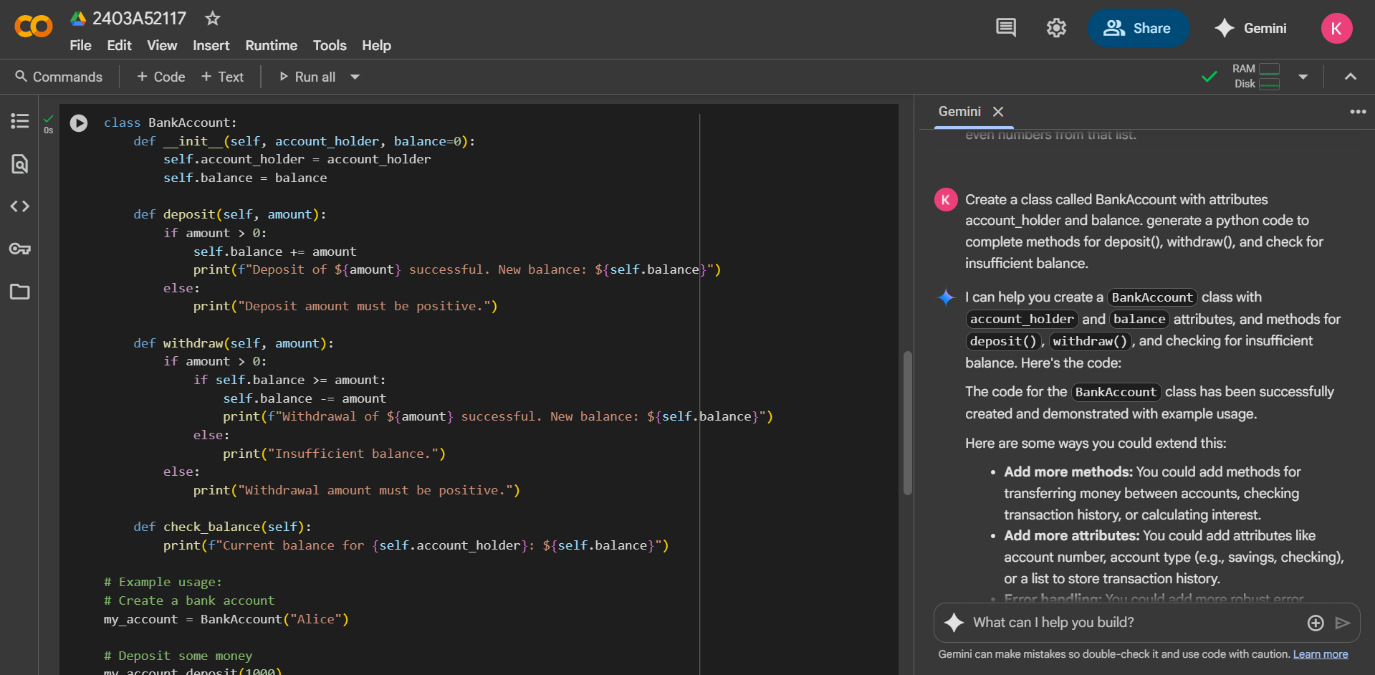 2403A52117
File Edit View Insert Runtime Tools Help
Share
Gemini
K
Commands
+ Code + Text
Run all
RAM
Disk
0s
class BankAccount:
    def __init__(self, account_holder, balance=0):
        self.account_holder = account_holder
        self.balance = balance
    def deposit(self, amount):
        if amount > 0:
            self.balance += amount
            print(f"Deposit of ${amount} successful. New balance: ${self.balance}")
        else:
            print("Deposit amount must be positive.")
    def withdraw(self, amount):
        if amount > 0:
            if self.balance >= amount:
                self.balance -= amount
                print(f"Withdrawal of ${amount} successful. New balance: ${self.balance}")
            else:
                print("Insufficient balance.")
        else:
            print("Withdrawal amount must be positive.")
    def check_balance(self):
        print(f"Current balance for {self.account_holder}: ${self.balance}")
# Example usage:
# Create a bank account
my_account = BankAccount("Alice")
# Deposit some money
my_account.deposit(1000)
Gemini
even numbers from that list.
K
Create a class called BankAccount with attributes
account_holder and balance. generate a python code to
complete methods for deposit(), withdraw(), and check for
insufficient balance.
I can help you create a BankAccount class with
account_holder and balance attributes, and methods for
deposit(), withdraw(), and checking for insufficient
balance. Here's the code:
The code for the BankAccount class has been successfully
created and demonstrated with example usage.
Here are some ways you could extend this:
• Add more methods: You could add methods for
transferring money between accounts, checking
transaction history, or calculating interest.
• Add more attributes: You could add attributes like
account number, account type (e.g., savings, checking),
or a list to store transaction history.
• Error handling: You could add more robust error
What can I help you build?
Gemini can make mistakes so double-check it and use code with caution. Learn more